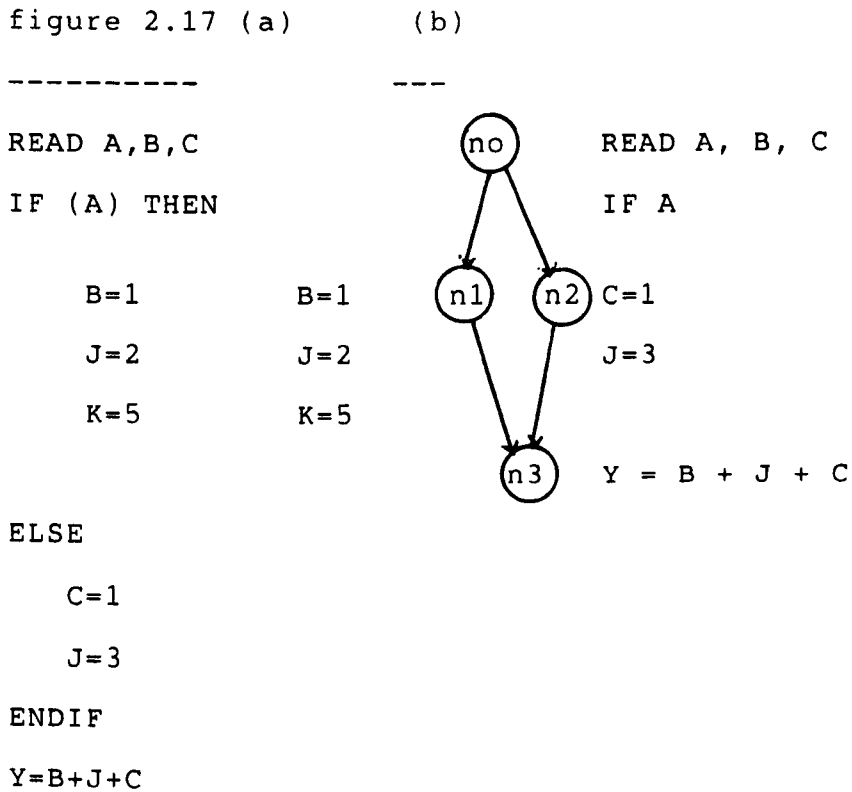 figure 2.17 (a) (b)
---------- ---
READ A,B,C no READ A, B, C
IF (A) THEN IF A
B=1 B=1 n1 n2 C=1
J=2 J=2 J=3
K=5 K=5
n3 Y = B + J + C
ELSE
C=1
J=3
ENDIF
Y=B+J+C